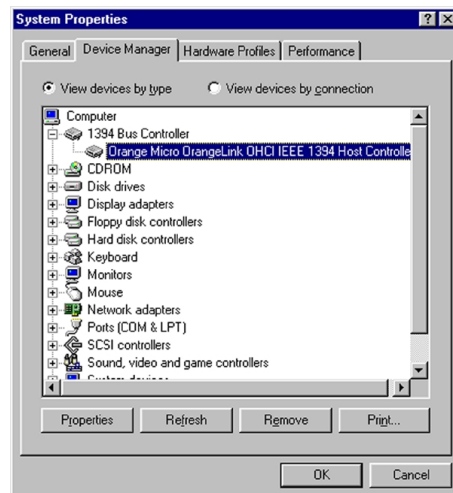 System Properties
General Device Manager Hardware Profiles Performance
View devices by type View devices by connection
Computer
1394 Bus Controller
Orange Micro OrangeLink OHCI IEEE 1394 Host Controlle
CDROM
Disk drives
Display adapters
Floppy disk controllers
Hard disk controllers
Keyboard
Monitors
Mouse
Network adapters
Ports (COM & LPT)
SCSI controllers
Sound, video and game controllers
System devices
Properties Refresh Remove Print...
OK Cancel